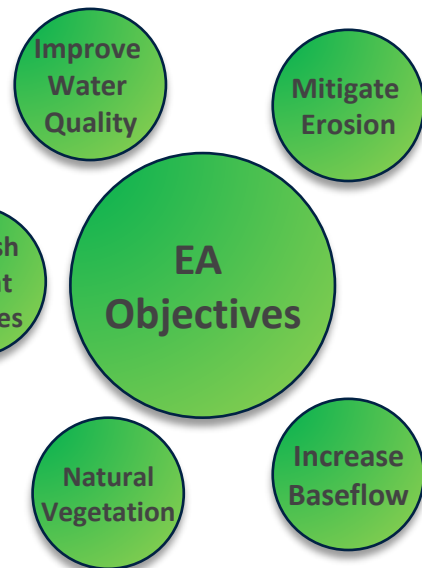 Improve
Water
Quality
Mitigate
Erosion
EA
Objectives
Natural
Vegetation
Increase
Baseflow